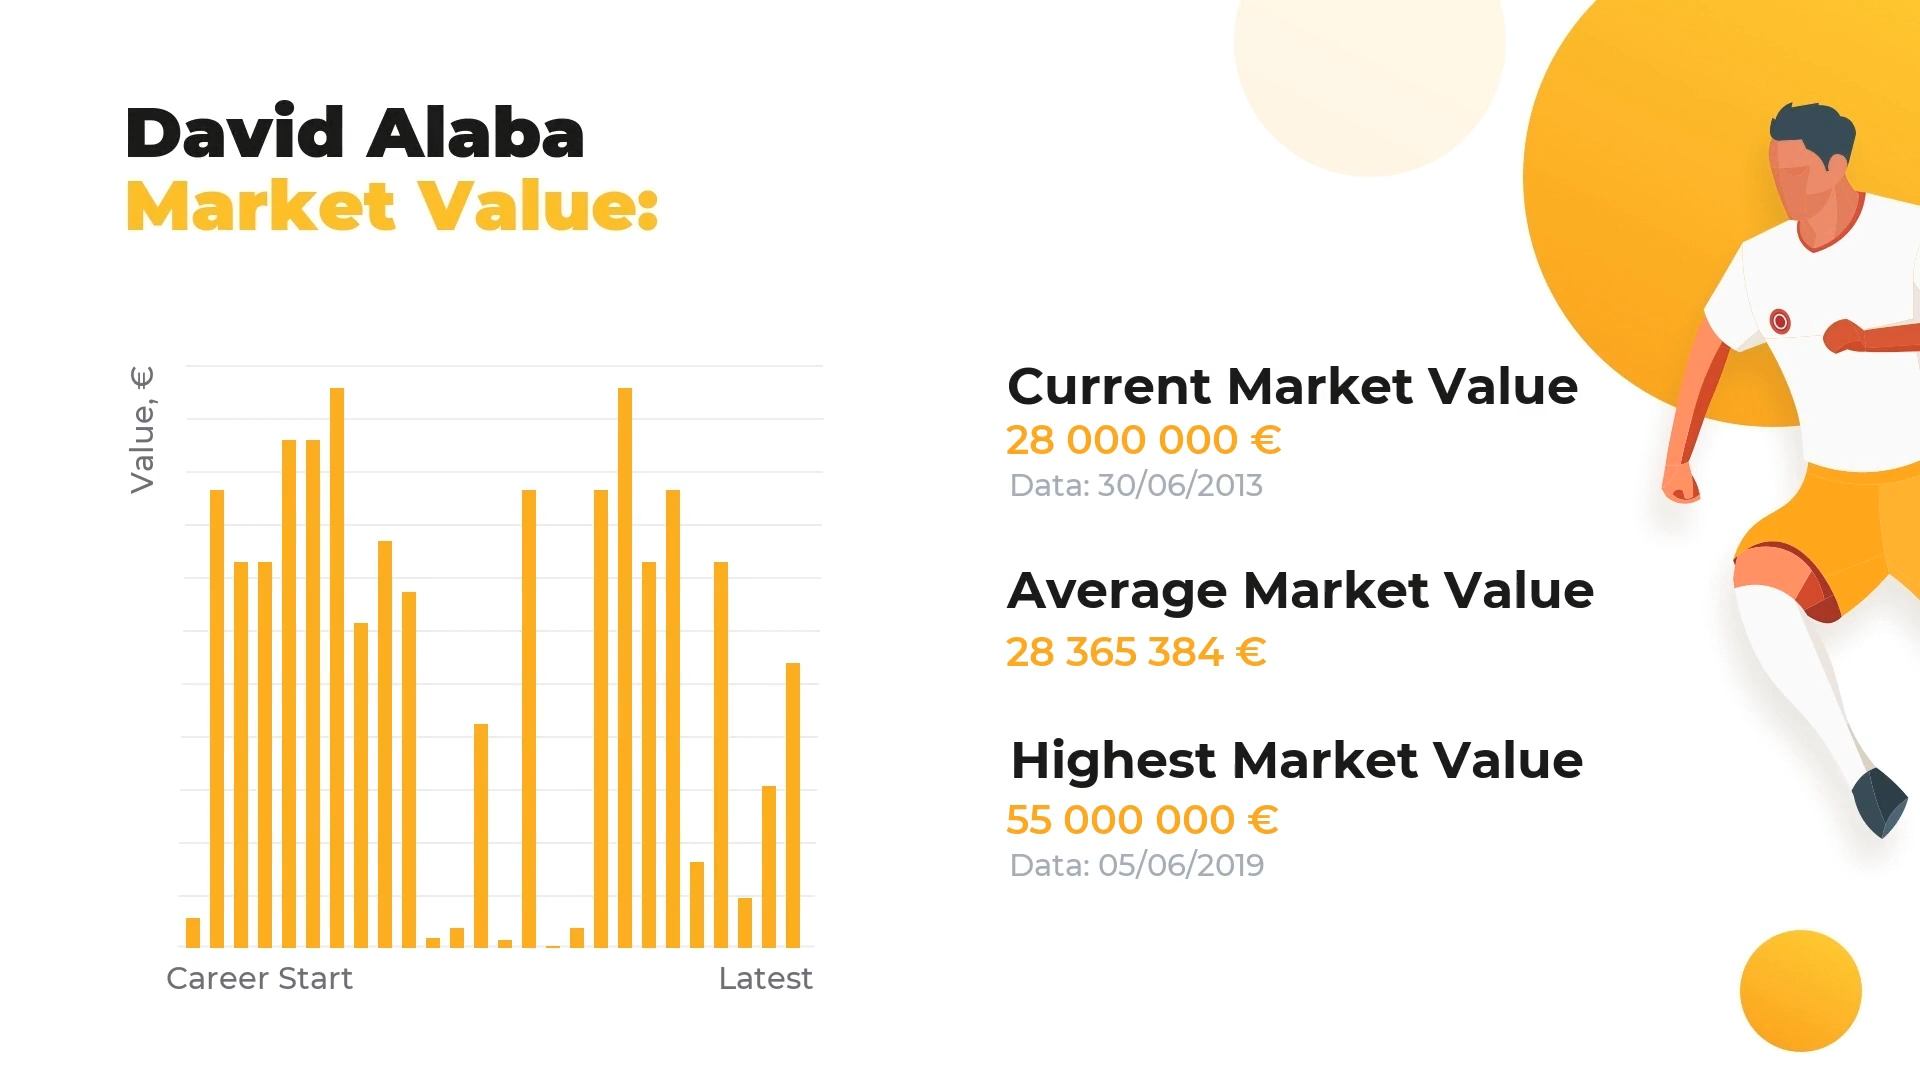 David Alaba
Market Value:
Value, €
Career Start
Latest
Current Market Value
28 000 000 €
Data: 30/06/2013
Average Market Value
28 365 384 €
Highest Market Value
55 000 000 €
Data: 05/06/2019